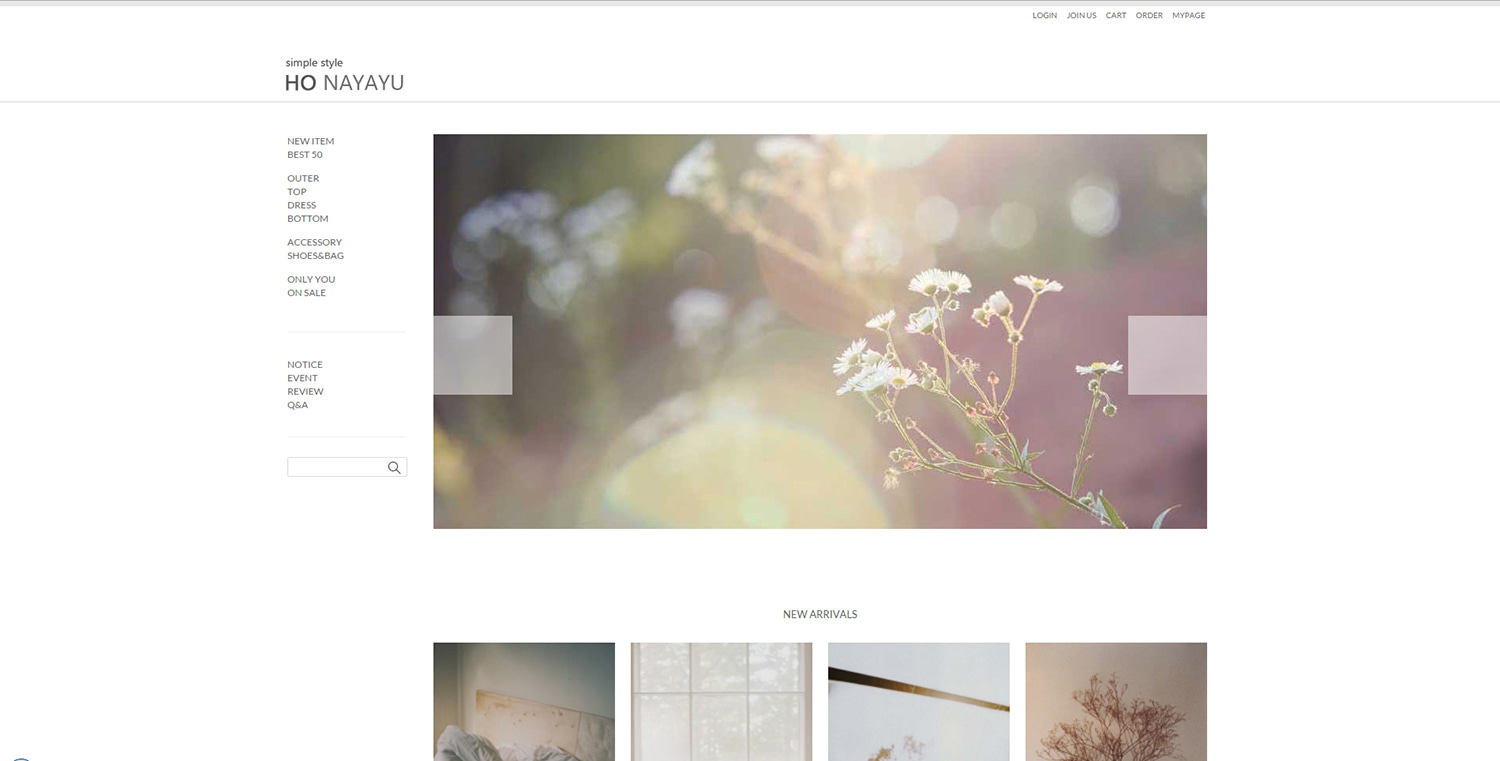 LOGIN JOIN US CART ORDER MYPAGE
simple style
HO NAYAYU
NEW ITEM
BEST 50
OUTER
TOP
DRESS
BOTTOM
ACCESSORY
SHOES&BAG
ONLY YOU
ON SALE
NOTICE
EVENT
REVIEW
Q&A
NEW ARRIVALS